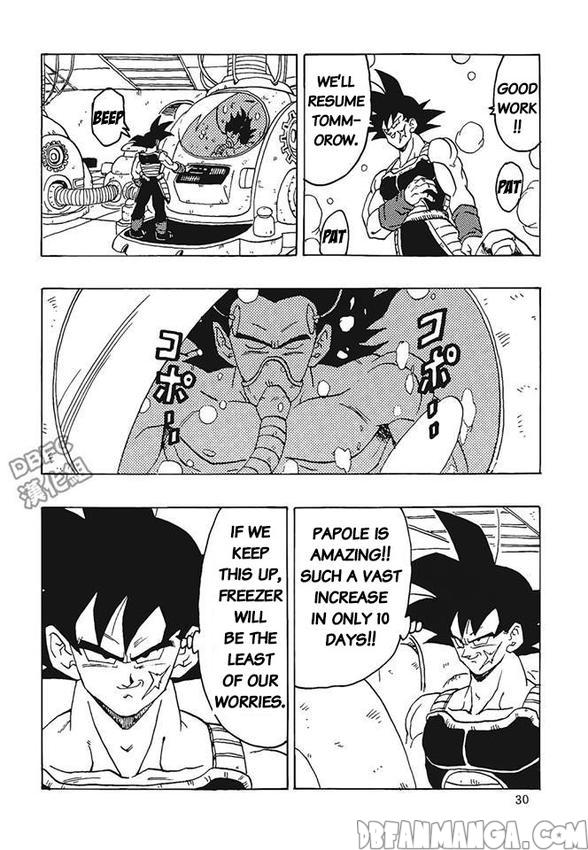 GOOD
WORK
!!
PAT
PAT
WE'LL
RESUME
TOMM-
OROW.
BEEP
コポ…
コポ…
DBFC
漢化組
PAPOLE IS
AMAZING!!
SUCH A VAST
INCREASE
IN ONLY 10
DAYS!!
IF WE
KEEP
THIS UP,
FREEZER
WILL
BE THE
LEAST
OF OUR
WORRIES.
30
DBFANMANGA.COM